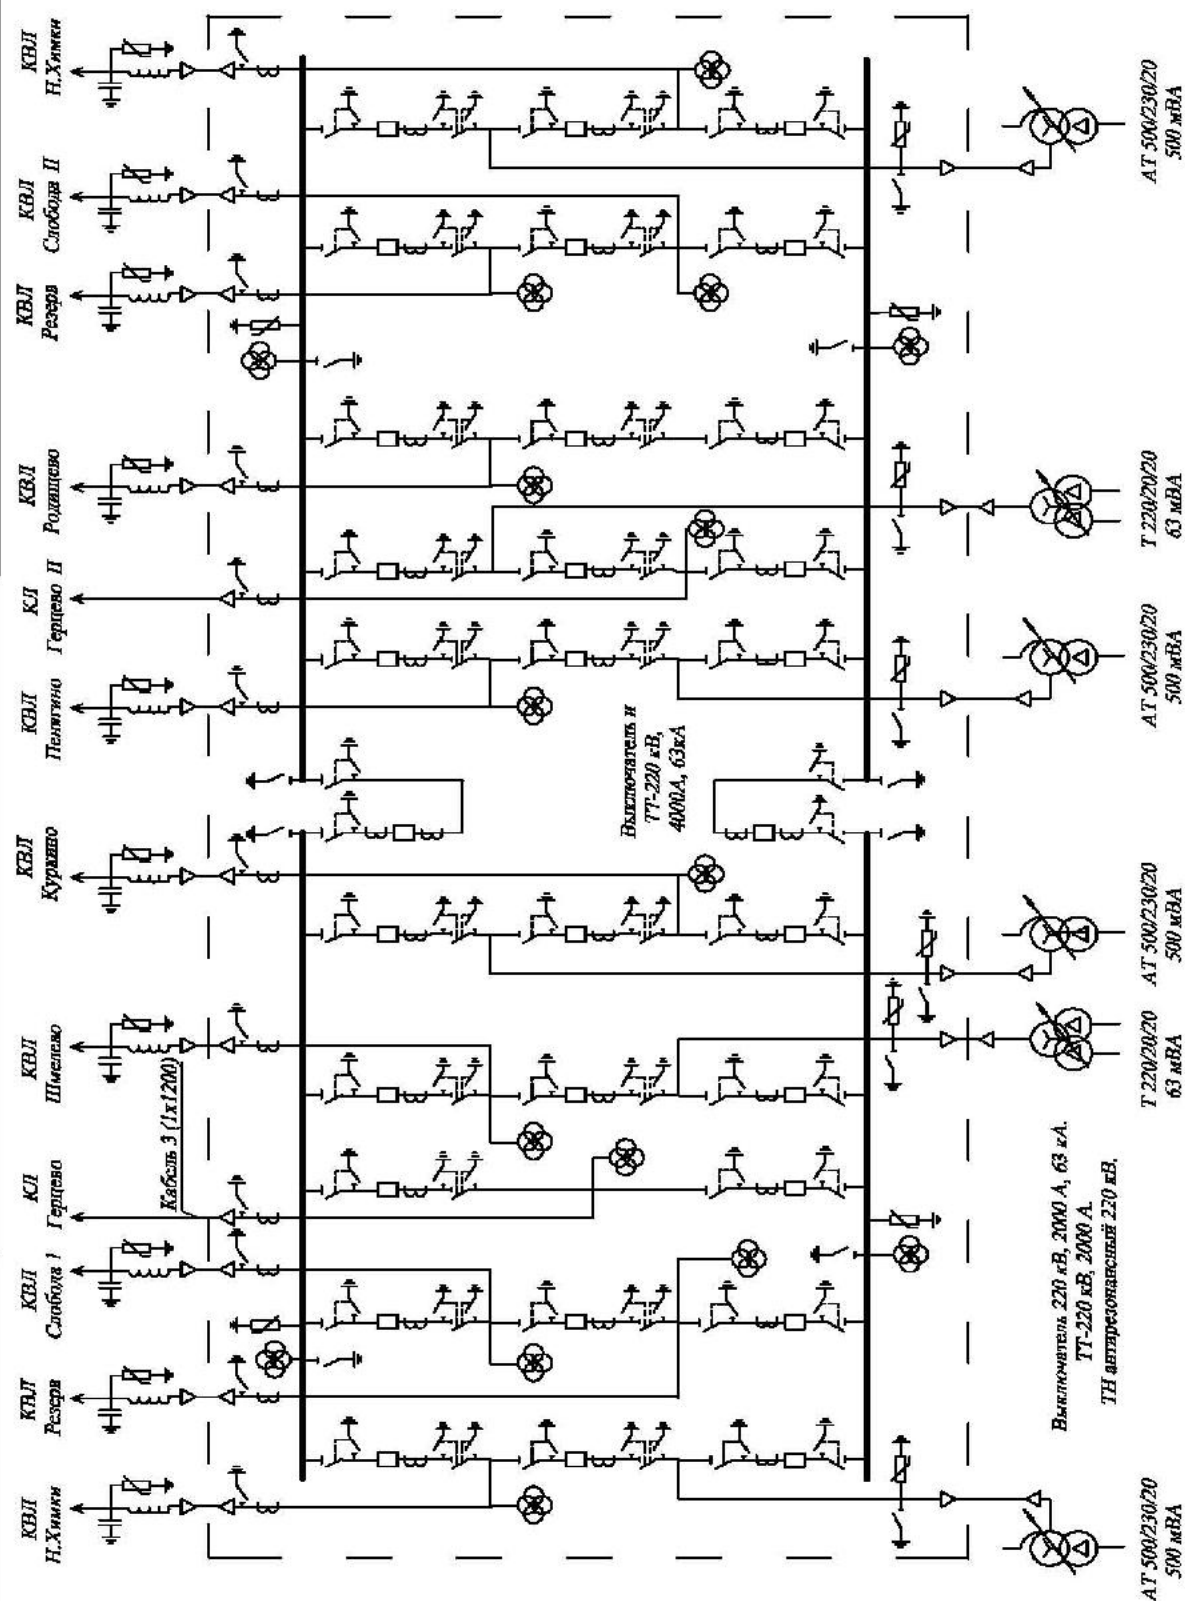 КВЛ
Н.Химки
КВЛ
Резерв
КВЛ
Слобода 1
КЛ
Герцево
КВЛ
Шмелево
КВЛ
Куркино
КВЛ
Пенягино
КЛ
Герцево II
КВЛ
Родищево
КВЛ
Резерв
КВЛ
Слобода II
КВЛ
Н.Химки
Кабель 3 (1х1200)
Выключатель и
ТТ-220 кВ,
4000А, 63кА
Выключатель 220 кВ, 2000 А, 63 кА.
ТТ-220 кВ, 2000 А.
ТН антирезонансный 220 кВ.
АТ 500/230/20
500 мВА
Т 220/20/20
63 мВА
АТ 500/230/20
500 мВА
АТ 500/230/20
500 мВА
Т 220/20/20
63 мВА
АТ 500/230/20
500 мВА